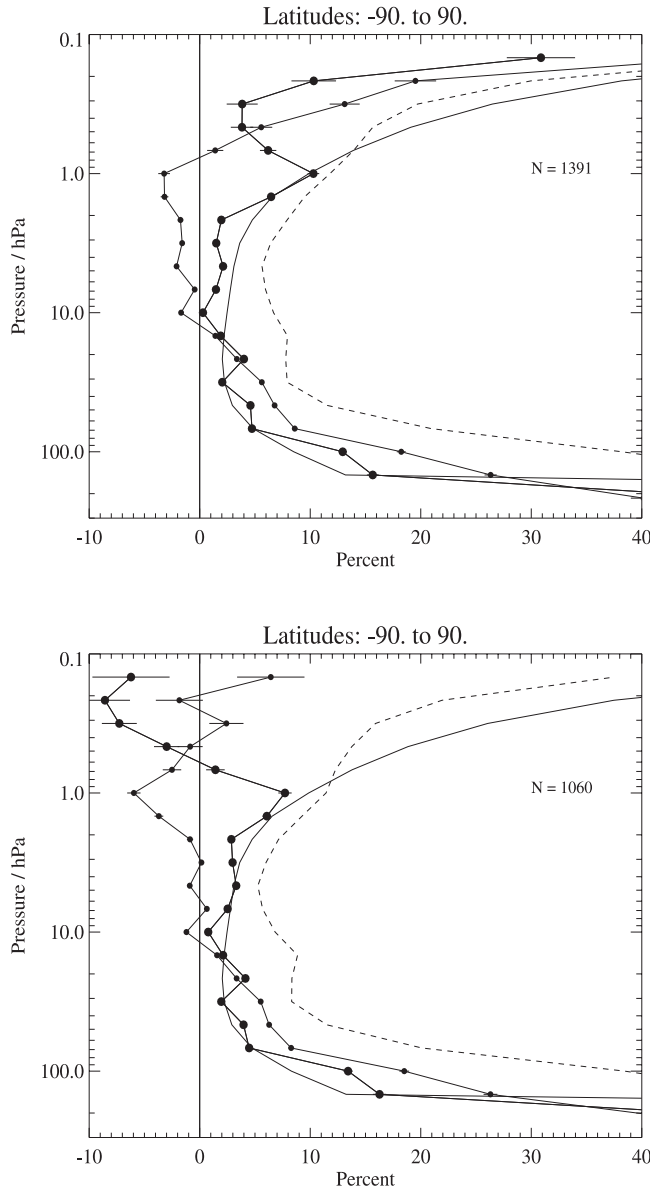 Latitudes: -90. to 90.
0.1
1.0
10.0
100.0
Pressure / hPa
N = 1391
-10 0 10 20 30 40
Percent
Latitudes: -90. to 90.
0.1
1.0
10.0
100.0
Pressure / hPa
N = 1060
-10 0 10 20 30 40
Percent